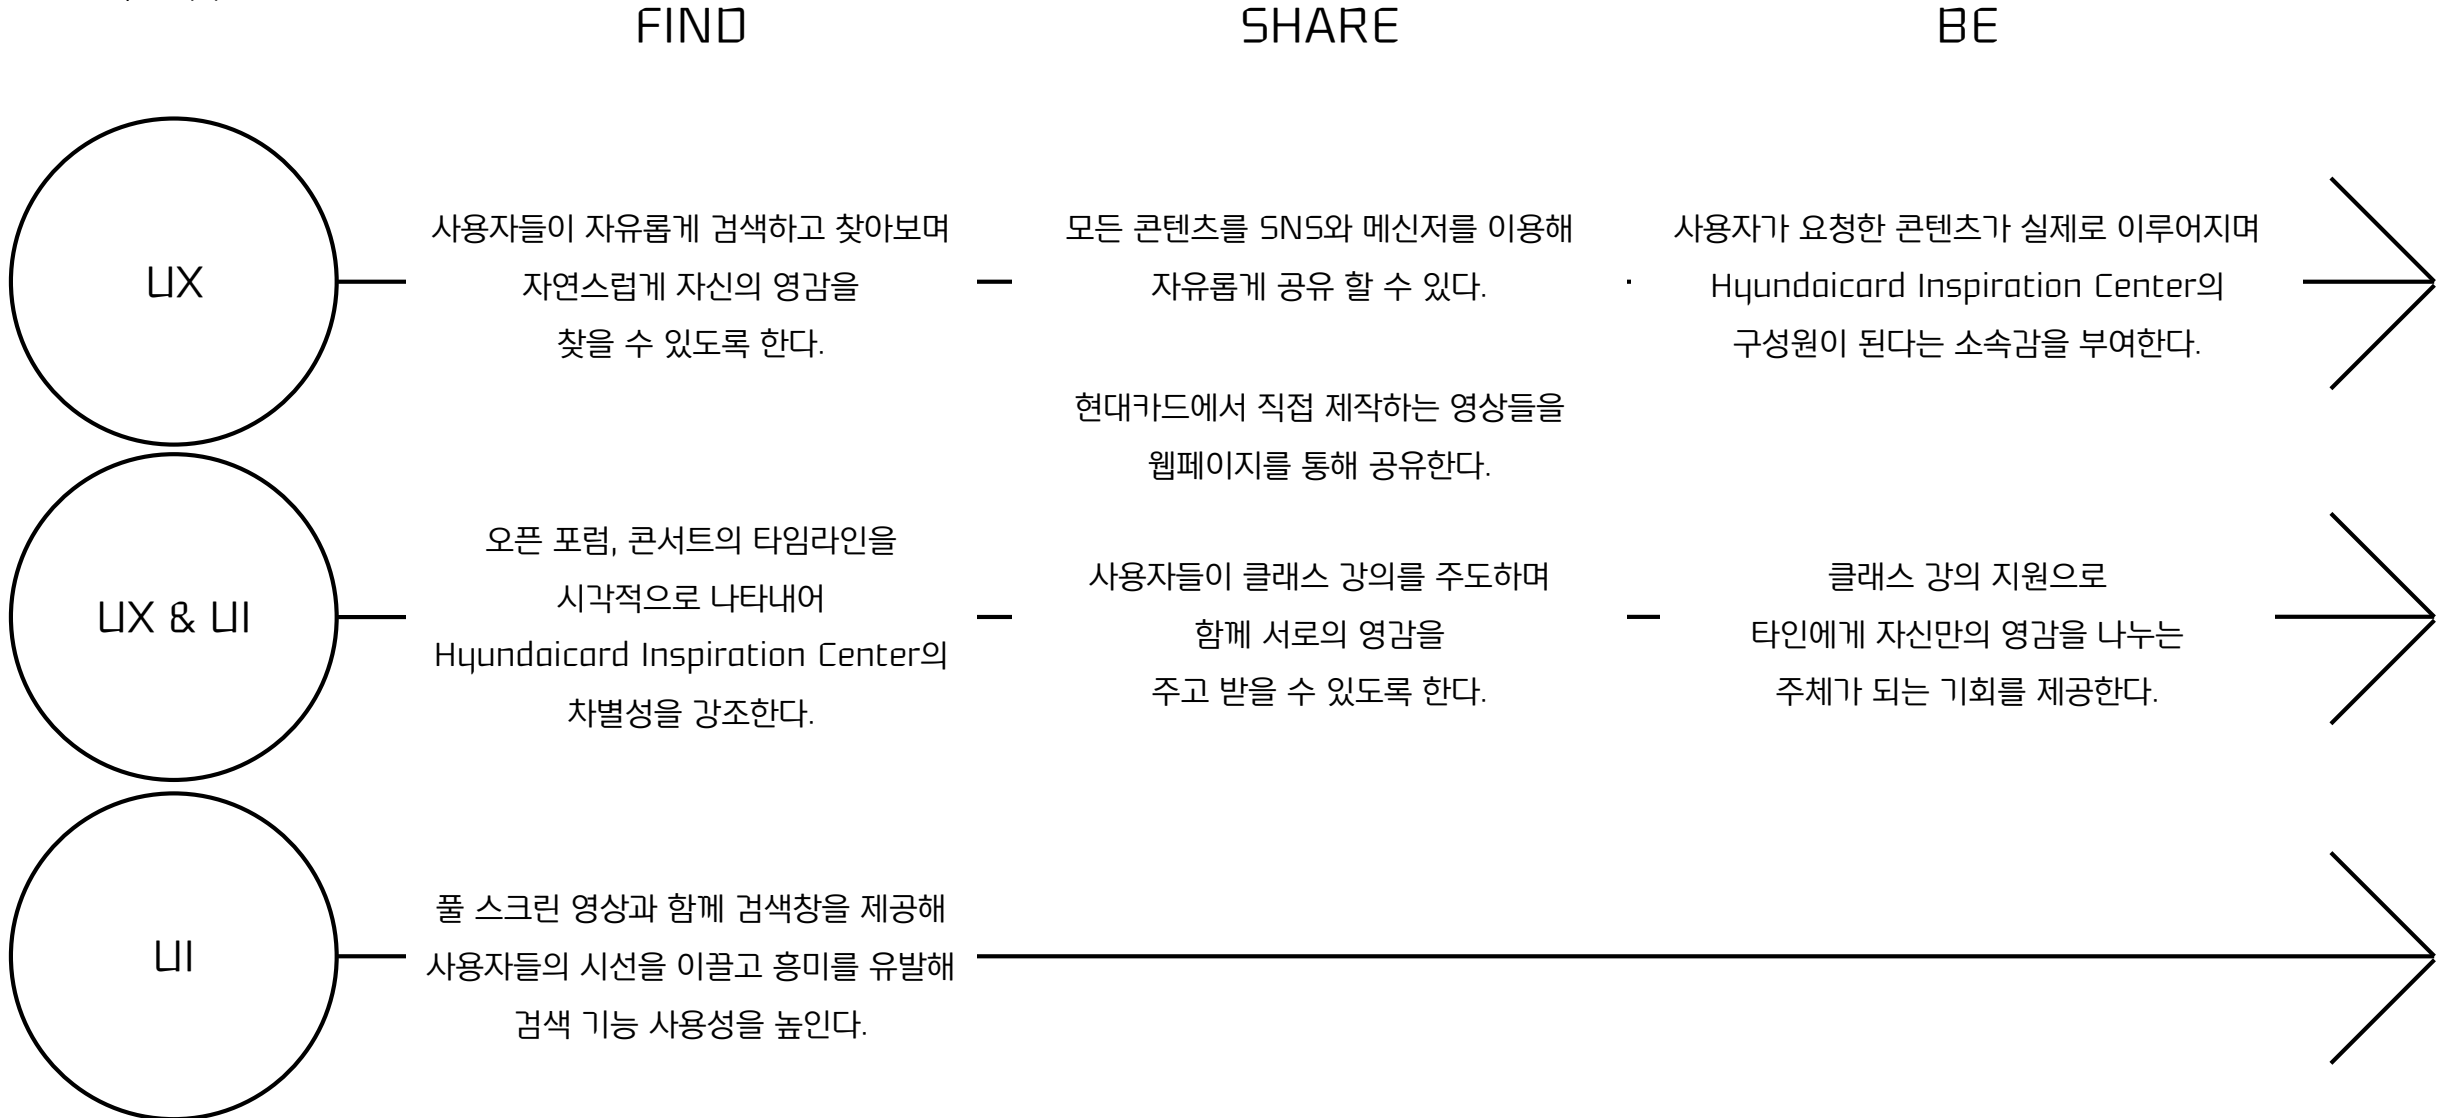 FIND
SHARE
BE
UX
사용자들이 자유롭게 검색하고 찾아보며
자연스럽게 자신의 영감을
찾을 수 있도록 한다.
모든 콘텐츠를 SNS와 메신저를 이용해
자유롭게 공유 할 수 있다.
현대카드에서 직접 제작하는 영상들을
웹페이지를 통해 공유한다.
사용자가 요청한 콘텐츠가 실제로 이루어지며
Hyundaicard Inspiration Center의
구성원이 된다는 소속감을 부여한다.
UX & UI
오픈 포럼, 콘서트의 타임라인을
시각적으로 나타내어
Hyundaicard Inspiration Center의
차별성을 강조한다.
사용자들이 클래스 강의를 주도하며
함께 서로의 영감을
주고 받을 수 있도록 한다.
클래스 강의 지원으로
타인에게 자신만의 영감을 나누는
주체가 되는 기회를 제공한다.
UI
풀 스크린 영상과 함께 검색창을 제공해
사용자들의 시선을 이끌고 흥미를 유발해
검색 기능 사용성을 높인다.